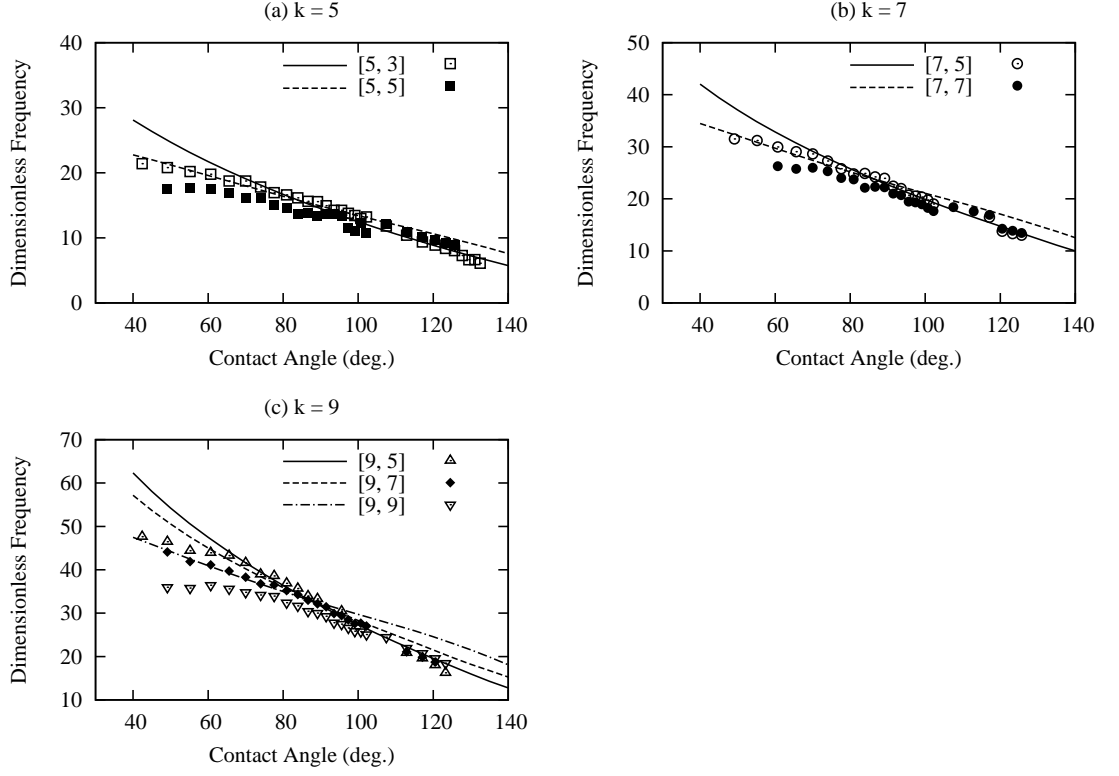 (a) k = 5
Dimensionless Frequency
40
30
20
10
0
[5, 3]
[5, 5]
40 60 80 100 120 140
Contact Angle (deg.)
(b) k = 7
Dimensionless Frequency
50
40
30
20
10
0
[7, 5]
[7, 7]
40 60 80 100 120 140
Contact Angle (deg.)
(c) k = 9
Dimensionless Frequency
70
60
50
40
30
20
10
[9, 5]
[9, 7]
[9, 9]
40 60 80 100 120 140
Contact Angle (deg.)